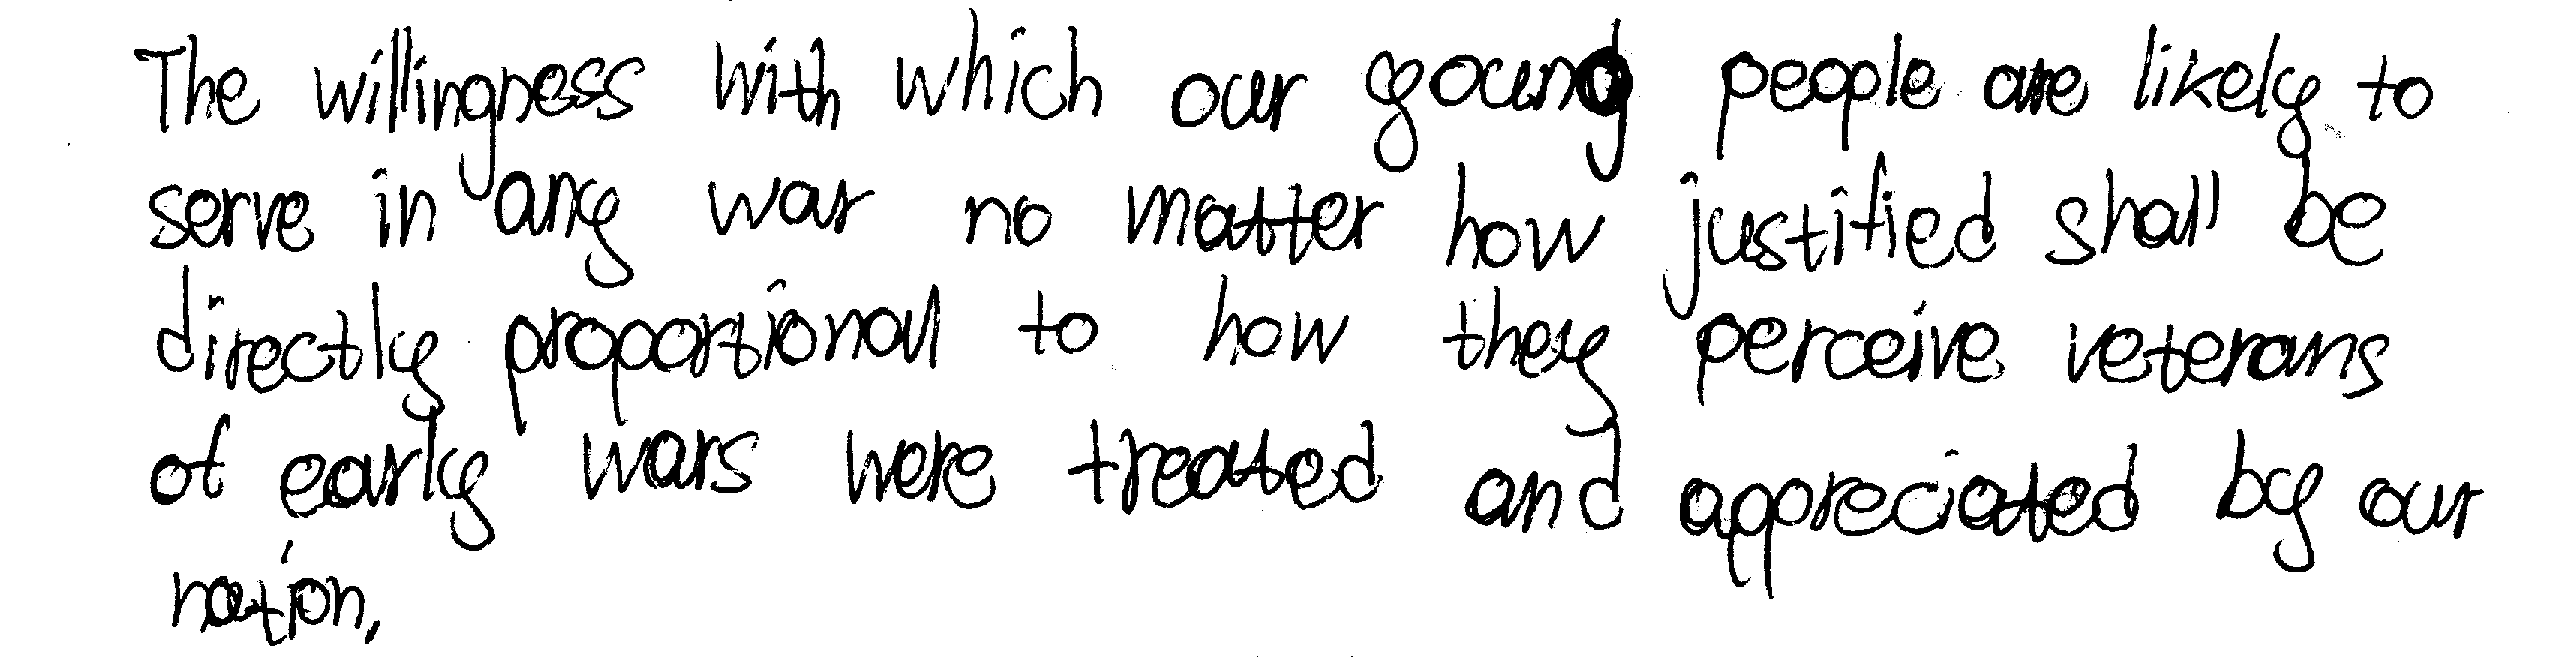 The willingness with which our young people are likely to
serve in any war no matter how justified shall be
directly proportional to how they perceive veterans
of early wars were treated and appreciated by our
nation.